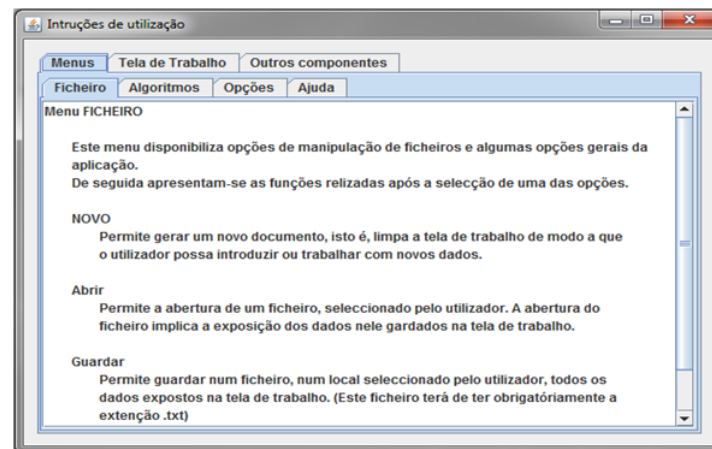 Intruções de utilização
Menus Tela de Trabalho Outros componentes
Ficheiro Algoritmos Opções Ajuda
Menu FICHEIRO
Este menu disponibiliza opções de manipulação de ficheiros e algumas opções gerais da
aplicação.
De seguida apresentam-se as funções relizadas após a selecção de uma das opções.
NOVO
Permite gerar um novo documento, isto é, limpa a tela de trabalho de modo a que
o utilizador possa introduzir ou trabalhar com novos dados.
Abrir
Permite a abertura de um ficheiro, seleccionado pelo utilizador. A abertura do
ficheiro implica a exposição dos dados nele gardados na tela de trabalho.
Guardar
Permite guardar num ficheiro, num local seleccionado pelo utilizador, todos os
dados expostos na tela de trabalho. (Este ficheiro terá de ter obrigatóriamente a
extenção .txt)